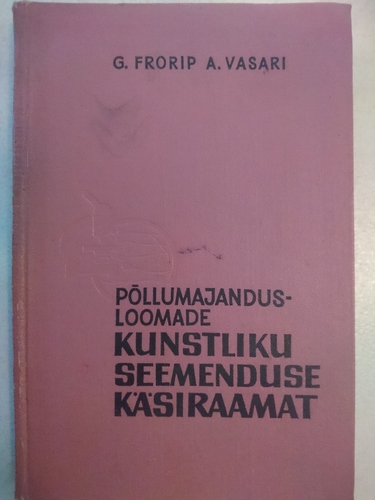 G. FRORIP A. VASARI
PÕLLUMAJANDUS-
LOOMADE
KUNSTLIKU
SEEMENDUSE
KÄSIRAAMAT